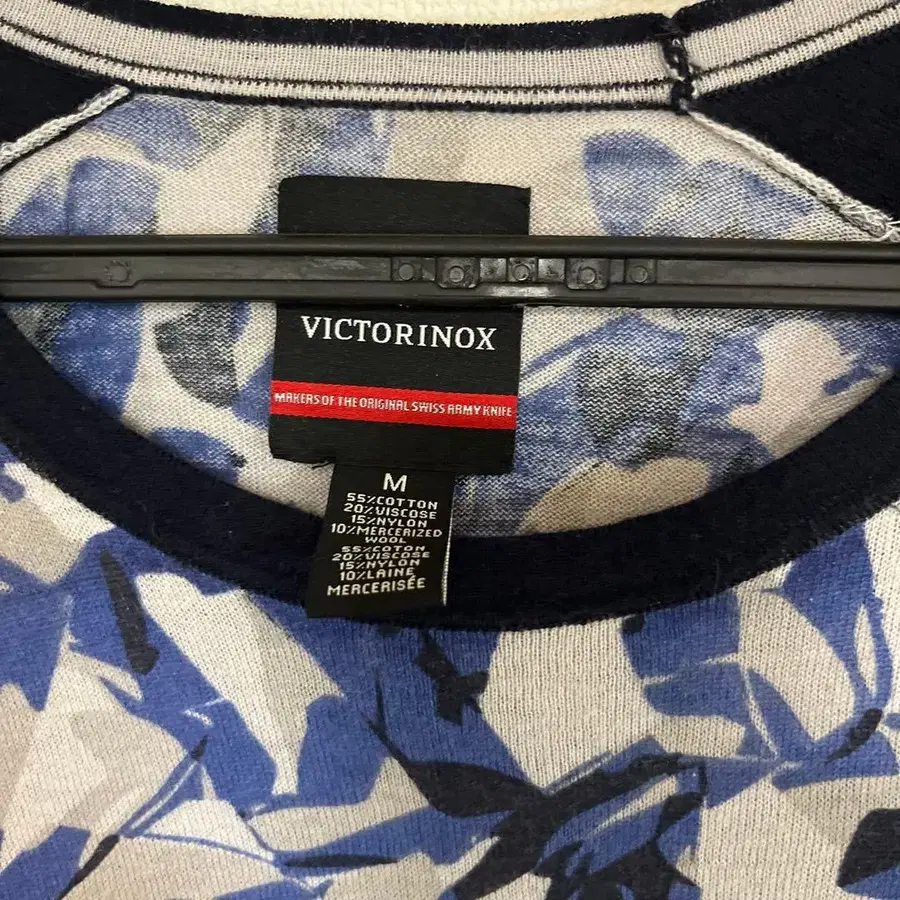 VICTORINOX
MAKERS OF THE ORIGINAL SWISS ARMY KNIFE
M
55%COTTON
20%VISCOSE
15%NYLON
10%MERCERIZED
WOOL
55%COTON
20%VISCOSE
15%NYLON
10%LAINE
MERCERISÉE